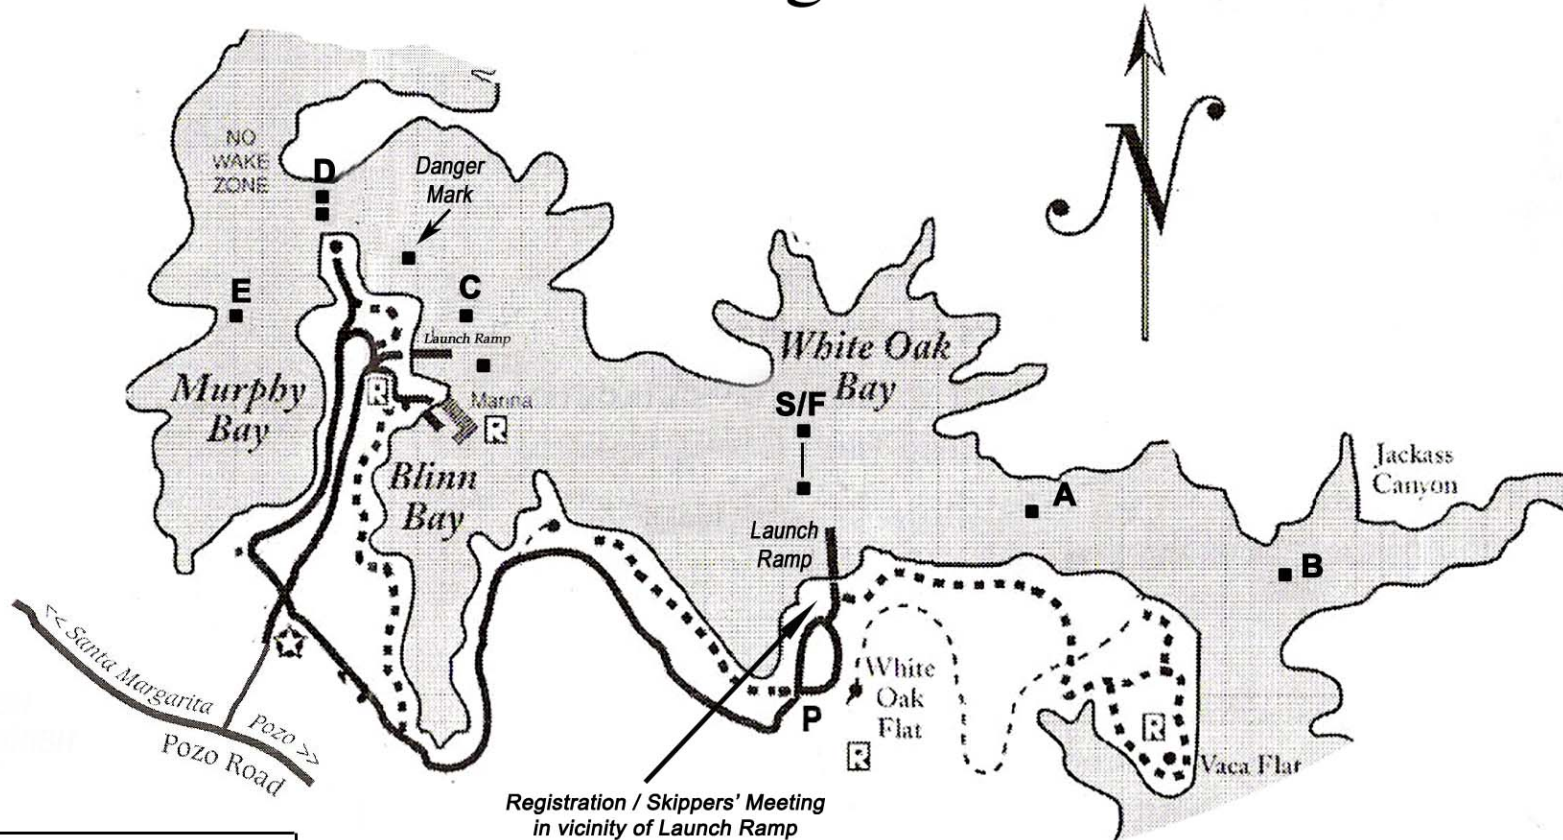 N
NO
WAKE
ZONE
D
Danger
Mark
E
C
Launch Ramp
Murphy
Bay
R
Marina
R
White Oak
Bay
S/F
Blinn
Bay
A
Jackass
Canyon
Launch
Ramp
B
<< Santa Margarita
Pozo >>
Pozo Road
P
White
Oak
Flat
R
R
Vaca Flat
Registration / Skippers' Meeting
in vicinity of Launch Ramp